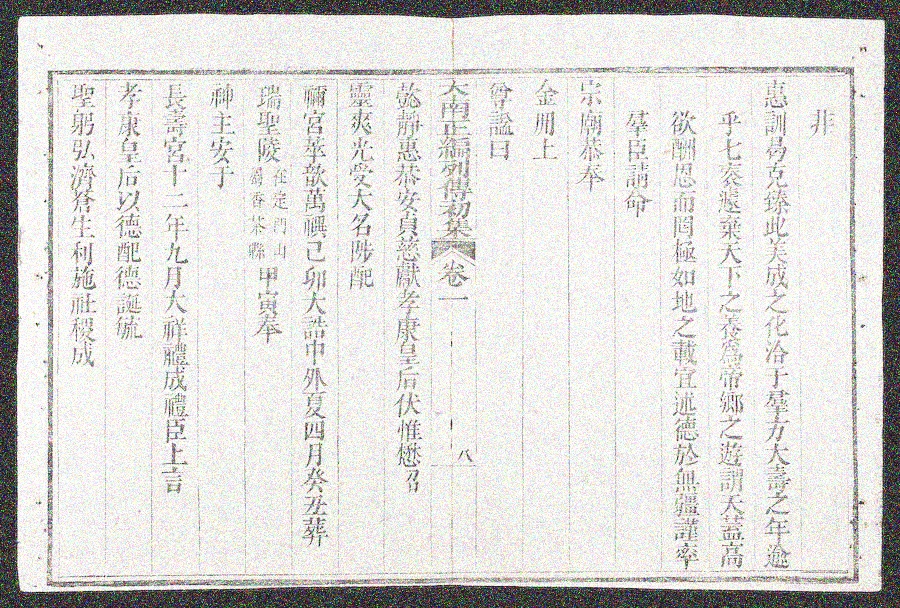 非
惠訓曷克臻此美成之化洽于羣方大壽之年逾
乎七袠遽棄天下之養爲帝鄉之遊謂天蓋高
欲酬恩而罔極如地之載宜述德於無疆謹率
羣臣請命
宗廟恭奉
金冊上
尊諡曰
大南正編列傳初集 卷一 八
懿靜惠恭安貞慈獻孝康皇后伏惟懋昭
靈爽光受大名陟配
禰宮萃歆萬禩己卯大誥中外夏四月癸丑葬
瑞聖陵在定門山蜀香茶縣甲寅奉
神主安于
長壽宮十二年九月大祥禮成禮臣上言
孝康皇后以德配德誕毓
聖躬弘濟蒼生利施社稷成